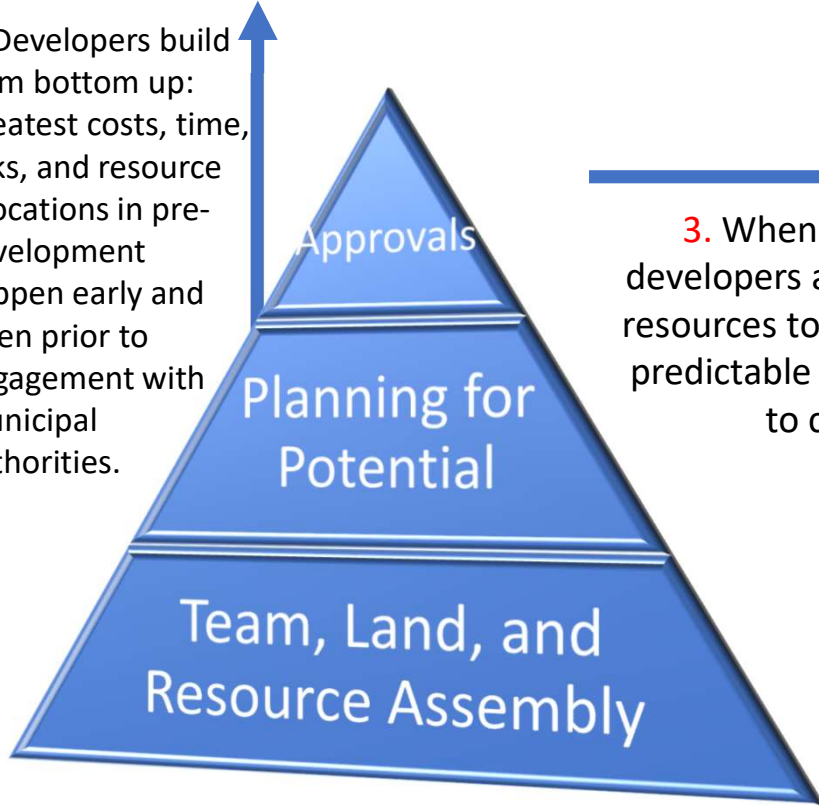 Developers build
m bottom up:
eatest costs, time,
ks, and resource
ocations in pre-
velopment
ppen early and
en prior to
gagement with
unicipal
thorities.
Approvals
Planning for
Potential
Team, Land, and
Resource Assembly
3. When
developers a
resources to
predictable
to c